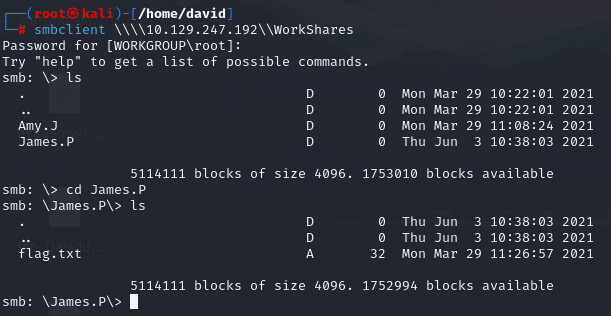 ┌──(root㉿kali)-[/home/david]
└─# smbclient \\\\10.129.247.192\\WorkShares
Password for [WORKGROUP\root]:
Try "help" to get a list of possible commands.
smb: \> ls
  .                                   D        0  Mon Mar 29 10:22:01 2021
  ..                                  D        0  Mon Mar 29 10:22:01 2021
  Amy.J                               D        0  Mon Mar 29 11:08:24 2021
  James.P                             D        0  Thu Jun  3 10:38:03 2021

                5114111 blocks of size 4096. 1753010 blocks available
smb: \> cd James.P
smb: \James.P\> ls
  .                                   D        0  Thu Jun  3 10:38:03 2021
  ..                                  D        0  Thu Jun  3 10:38:03 2021
  flag.txt                            A       32  Mon Mar 29 11:26:57 2021

                5114111 blocks of size 4096. 1752994 blocks available
smb: \James.P\>